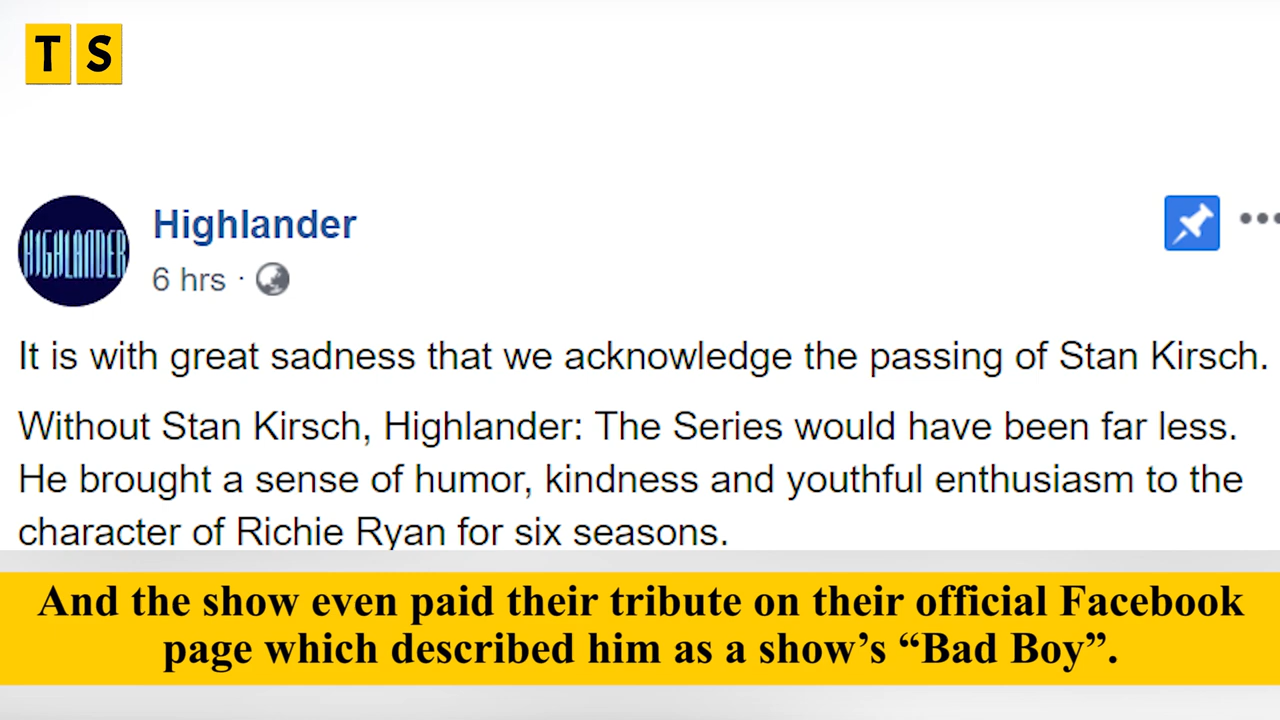 T S
HIGHLANDER
Highlander
6 hrs ·
It is with great sadness that we acknowledge the passing of Stan Kirsch.
Without Stan Kirsch, Highlander: The Series would have been far less.
He brought a sense of humor, kindness and youthful enthusiasm to the
character of Richie Ryan for six seasons.
And the show even paid their tribute on their official Facebook
page which described him as a show’s “Bad Boy”.